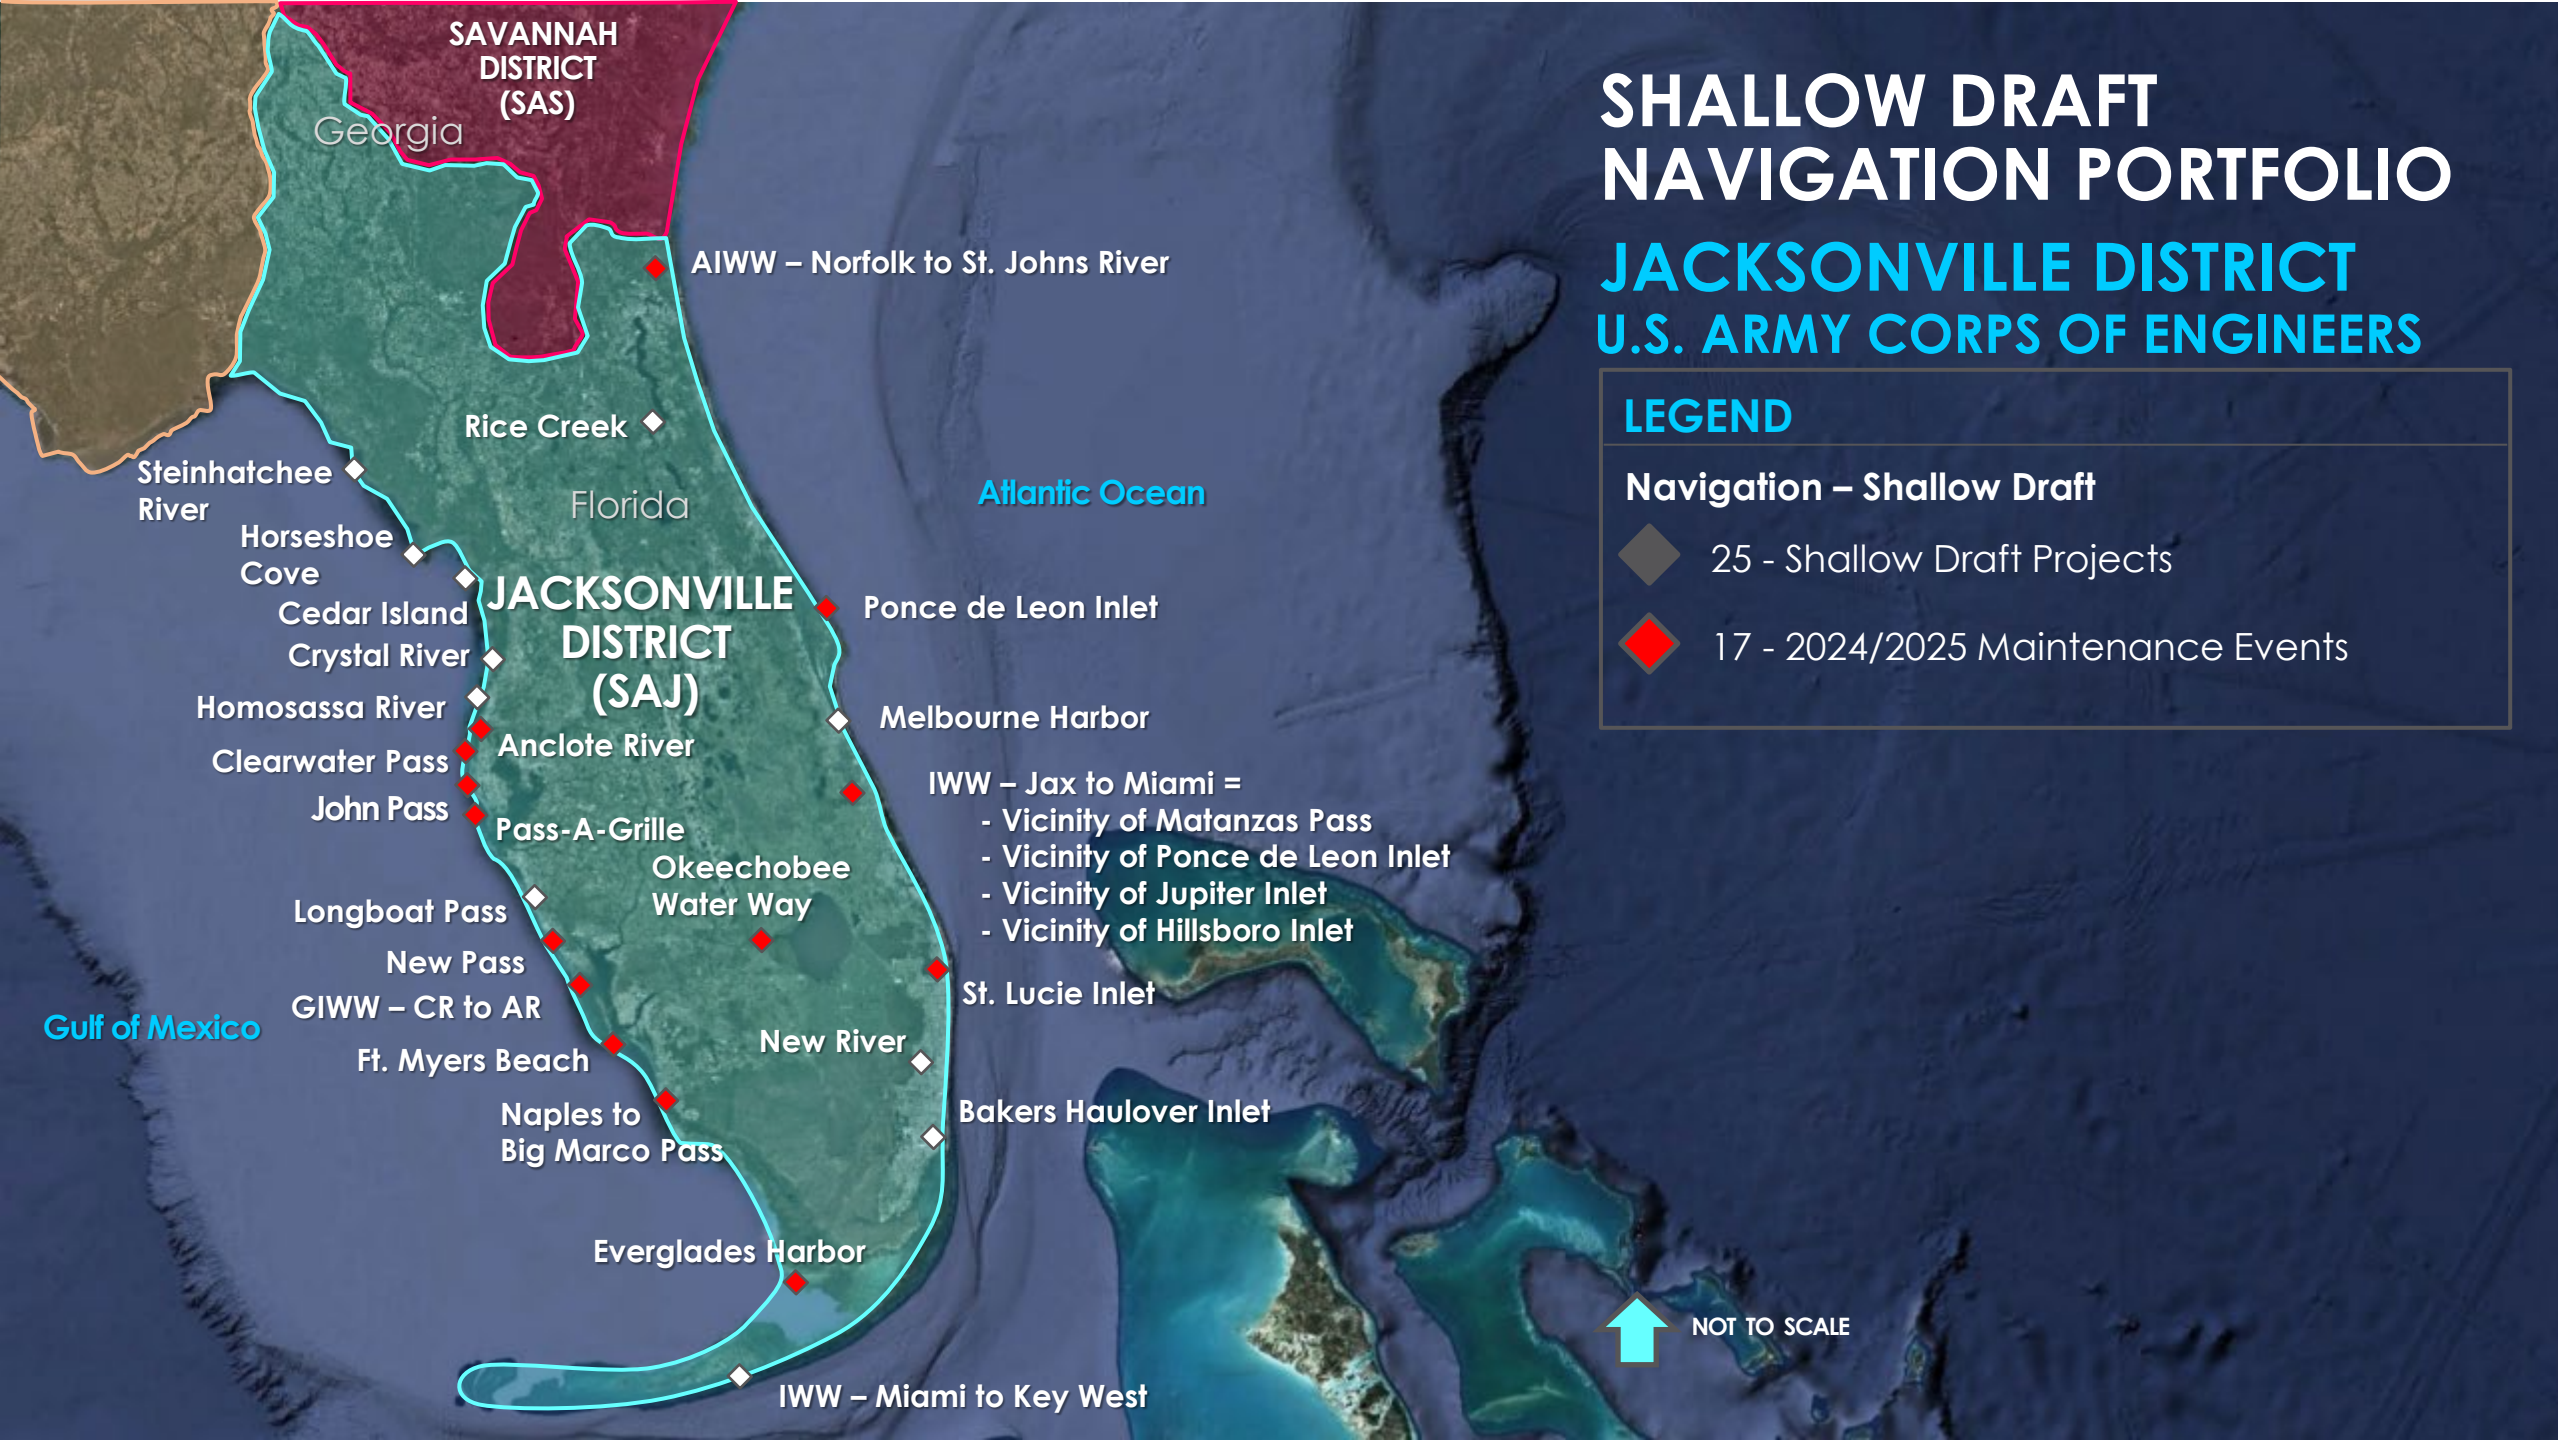 SAVANNAH
DISTRICT
(SAS)
Georgia
SHALLOW DRAFT
NAVIGATION PORTFOLIO
JACKSONVILLE DISTRICT
U.S. ARMY CORPS OF ENGINEERS
LEGEND
Navigation – Shallow Draft
25 - Shallow Draft Projects
17 - 2024/2025 Maintenance Events
AIWW – Norfolk to St. Johns River
Rice Creek
Steinhatchee
River
Florida
Atlantic Ocean
Horseshoe
Cove
Cedar Island
JACKSONVILLE
DISTRICT
(SAJ)
Ponce de Leon Inlet
Crystal River
Homosassa River
Melbourne Harbor
Anclote River
Clearwater Pass
John Pass
Pass-A-Grille
IWW – Jax to Miami =
- Vicinity of Matanzas Pass
- Vicinity of Ponce de Leon Inlet
- Vicinity of Jupiter Inlet
- Vicinity of Hillsboro Inlet
Okeechobee
Water Way
Longboat Pass
New Pass
St. Lucie Inlet
GIWW – CR to AR
Gulf of Mexico
New River
Ft. Myers Beach
Bakers Haulover Inlet
Naples to
Big Marco Pass
Everglades Harbor
NOT TO SCALE
IWW – Miami to Key West